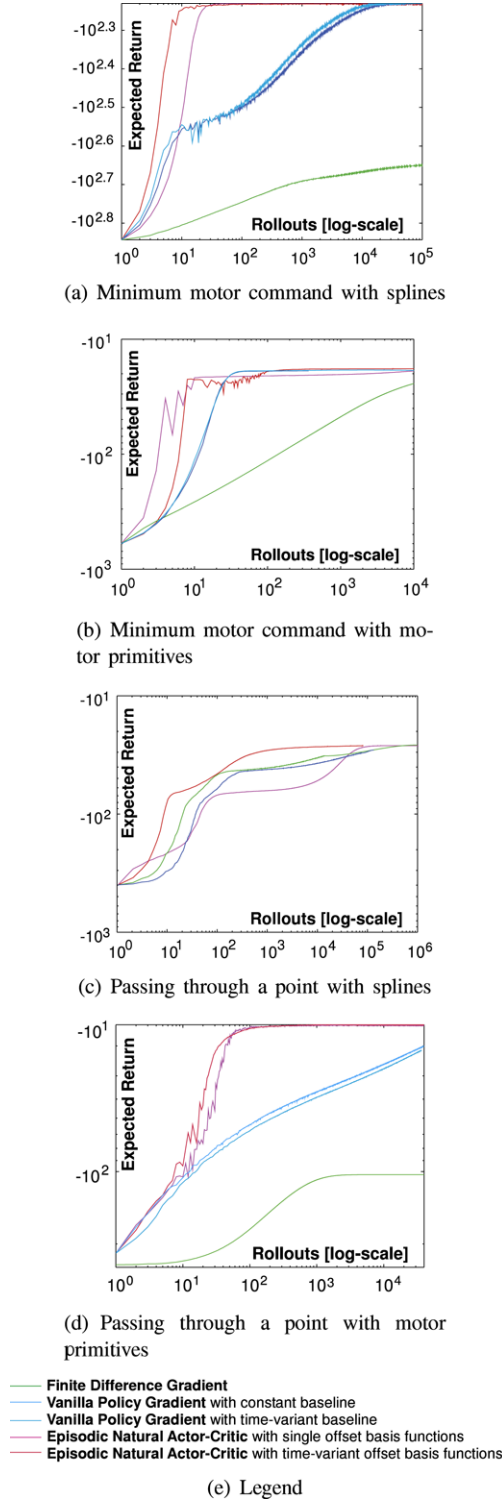 -10^2.3
-10^2.4
-10^2.5
-10^2.6
-10^2.7
-10^2.8
Expected Return
Rollouts [log-scale]
10^0 10^1 10^2 10^3 10^4 10^5
(a) Minimum motor command with splines
-10^1
-10^2
-10^3
Expected Return
Rollouts [log-scale]
10^0 10^1 10^2 10^3 10^4
(b) Minimum motor command with mo-
tor primitives
-10^1
-10^2
-10^3
Expected Return
Rollouts [log-scale]
10^0 10^1 10^2 10^3 10^4 10^5 10^6
(c) Passing through a point with splines
-10^1
-10^2
Expected Return
Rollouts [log-scale]
10^0 10^1 10^2 10^3 10^4
(d) Passing through a point with motor
primitives
Finite Difference Gradient
Vanilla Policy Gradient with constant baseline
Vanilla Policy Gradient with time-variant baseline
Episodic Natural Actor-Critic with single offset basis functions
Episodic Natural Actor-Critic with time-variant offset basis functions
(e) Legend